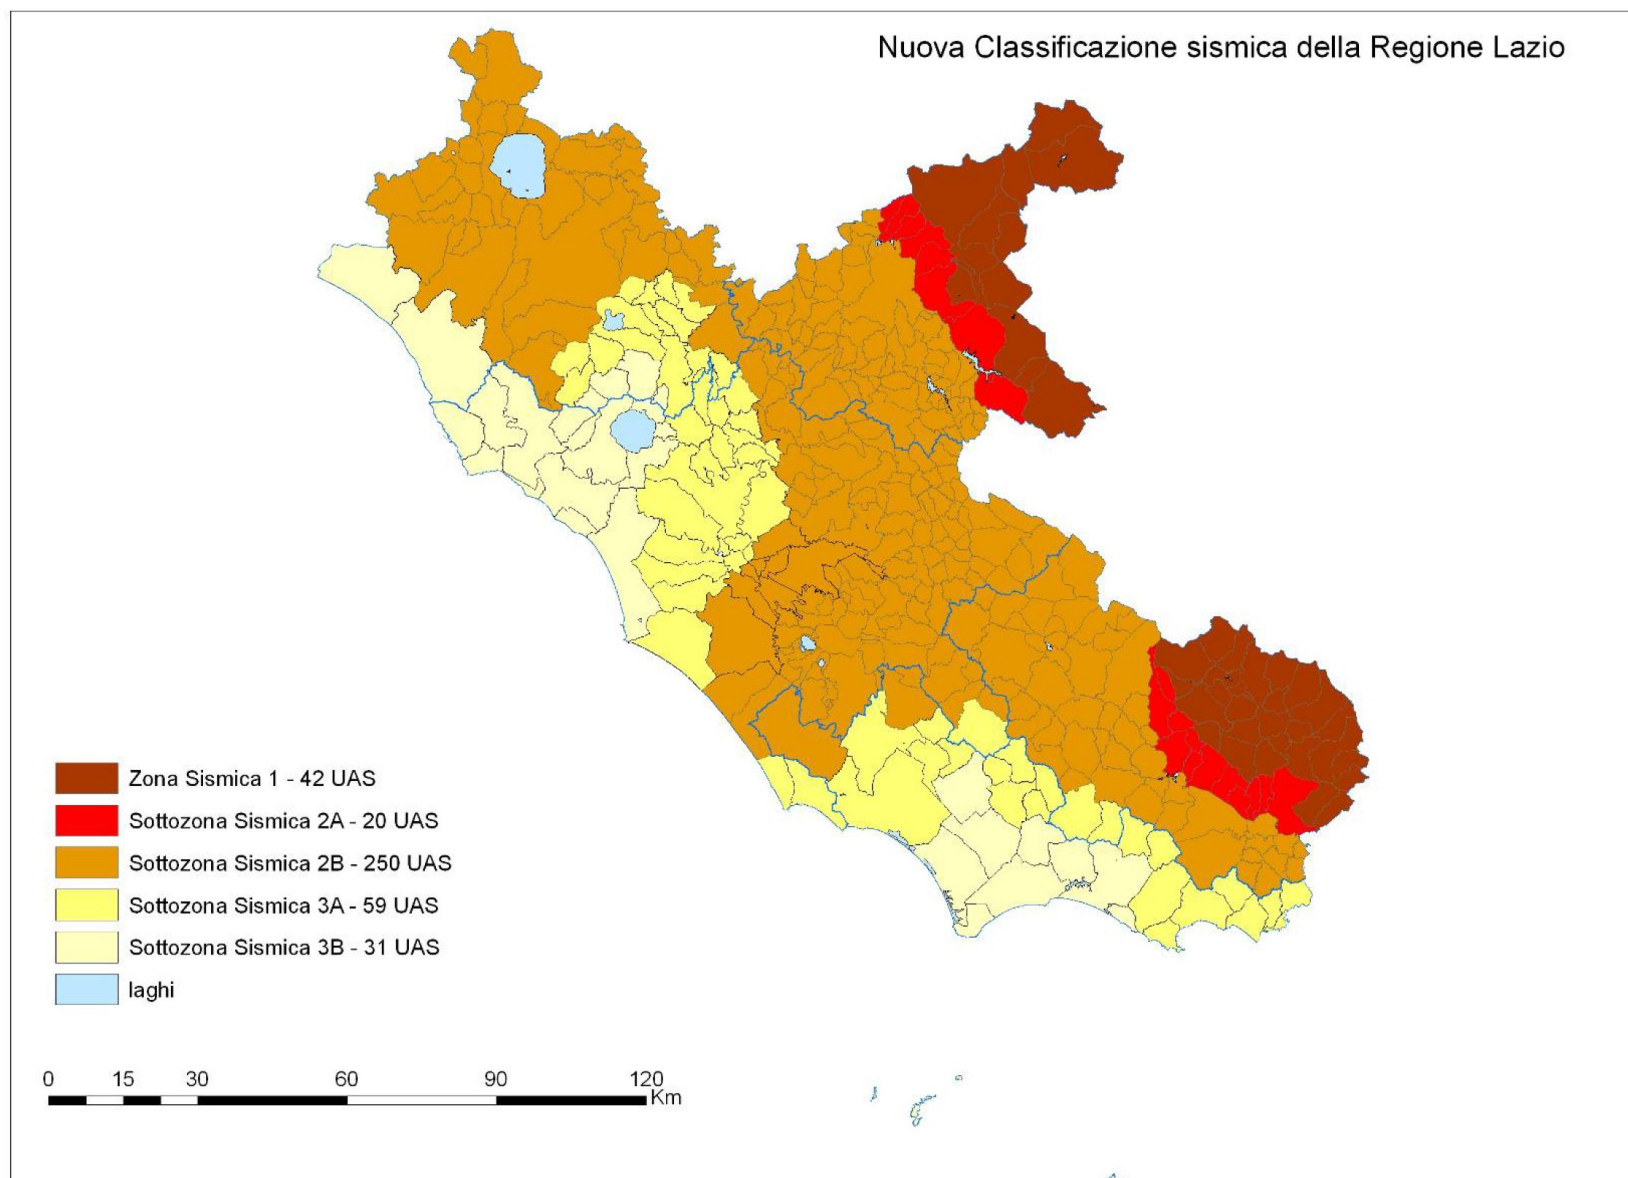 Nuova Classificazione sismica della Regione Lazio
Zona Sismica 1 - 42 UAS
Sottozona Sismica 2A - 20 UAS
Sottozona Sismica 2B - 250 UAS
Sottozona Sismica 3A - 59 UAS
Sottozona Sismica 3B - 31 UAS
laghi
0 15 30 60 90 120
Km